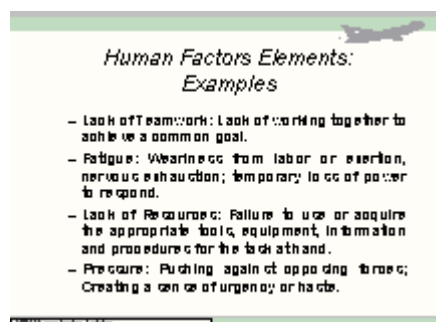 Human Factors Elements:
Examples
– Lack of Teamwork: Lack of working together to
achieve a common goal.
– Fatigue: Weariness from labor or exertion,
nervous exhaustion; temporary loss of power
to respond.
– Lack of Resources: Failure to use or acquire
the appropriate tools, equipment, information
and procedures for the task at hand.
– Pressure: Pushing against opposing forces;
Creating a sense of urgency or haste.